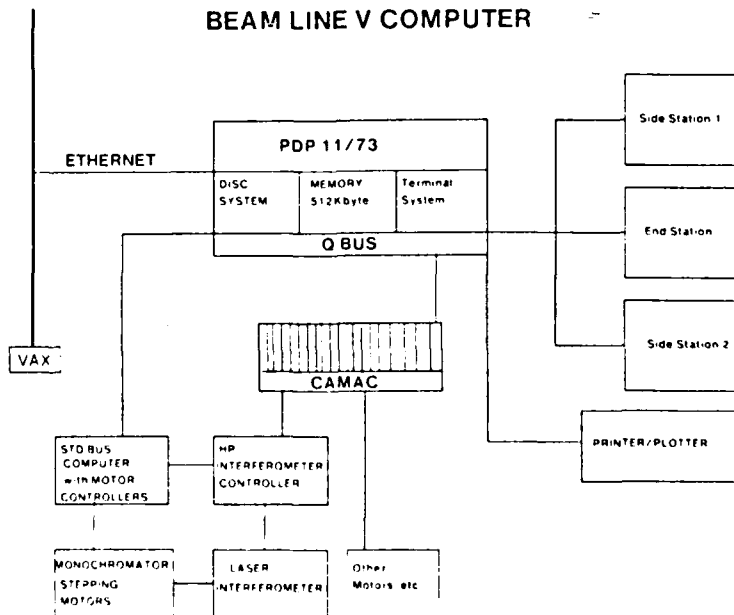 BEAM LINE V COMPUTER
Side Station 1
PDP 11/73
ETHERNET
DISC
SYSTEM
MEMORY
512Kbyte
Terminal
System
End Station
Q BUS
VAX
Side Station 2
CAMAC
PRINTER/PLOTTER
STD BUS
COMPUTER
with MOTOR
CONTROLLERS
HP
INTERFEROMETER
CONTROLLER
MONOCHROMATOR
STEPPING
MOTORS
LASER
INTERFEROMETER
Other
Motors etc